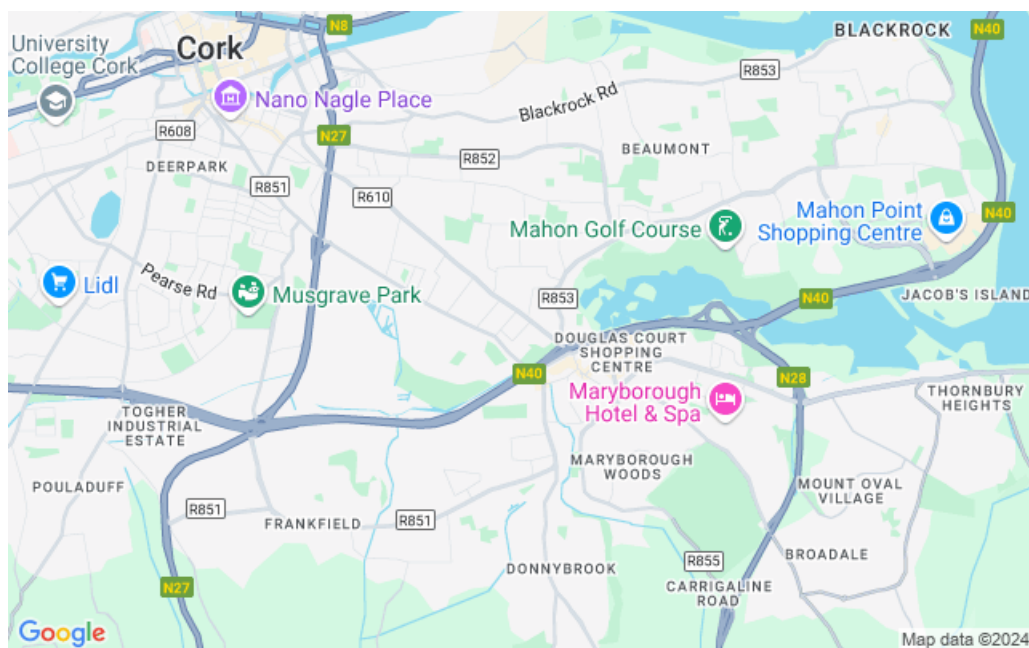 N8
N40
BLACKROCK
University
College Cork
Cork
R853
Nano Nagle Place
Blackrock Rd
R608
N27
DEERPARK
R852
BEAUMONT
R851
R610
Mahon Golf Course
Mahon Point
Shopping Centre
N40
Lidl
Pearse Rd
Musgrave Park
R853
N40
JACOB'S ISLAND
DOUGLAS COURT
SHOPPING
CENTRE
N40
N28
Maryborough
Hotel & Spa
THORNBURY
HEIGHTS
TOGHER
INDUSTRIAL
ESTATE
MARYBOROUGH
WOODS
POULADUFF
MOUNT OVAL
VILLAGE
R851
FRANKFIELD
R851
DONNYBROOK
R855
BROADALE
N27
CARRIGALINE
ROAD
Google
Map data ©2024